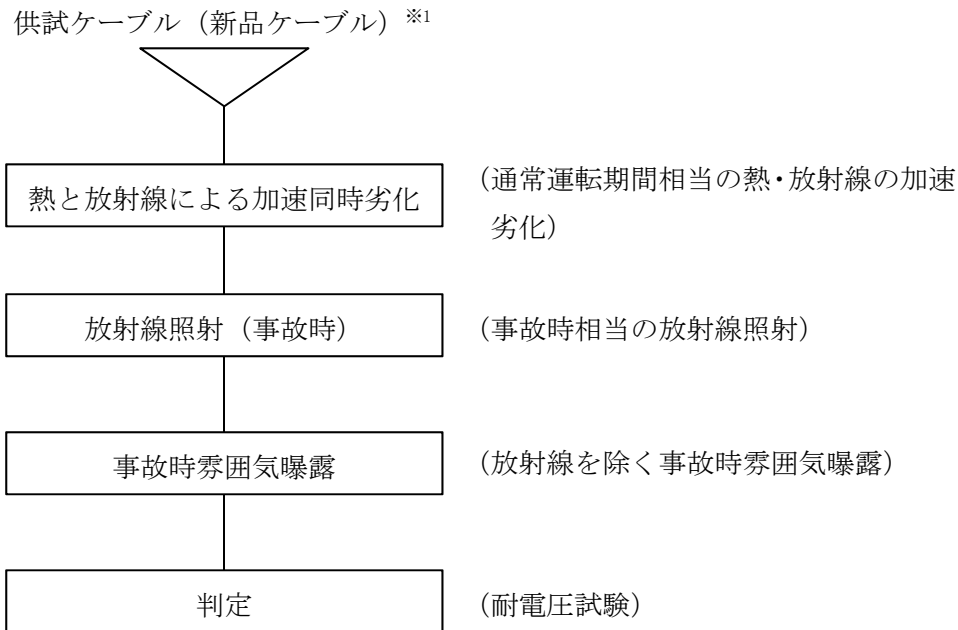 供試ケーブル（新品ケーブル）※1
熱と放射線による加速同時劣化
（通常運転期間相当の熱・放射線の加速
劣化）
放射線照射（事故時）
（事故時相当の放射線照射）
事故時雰囲気曝露
（放射線を除く事故時雰囲気曝露）
判定
（耐電圧試験）